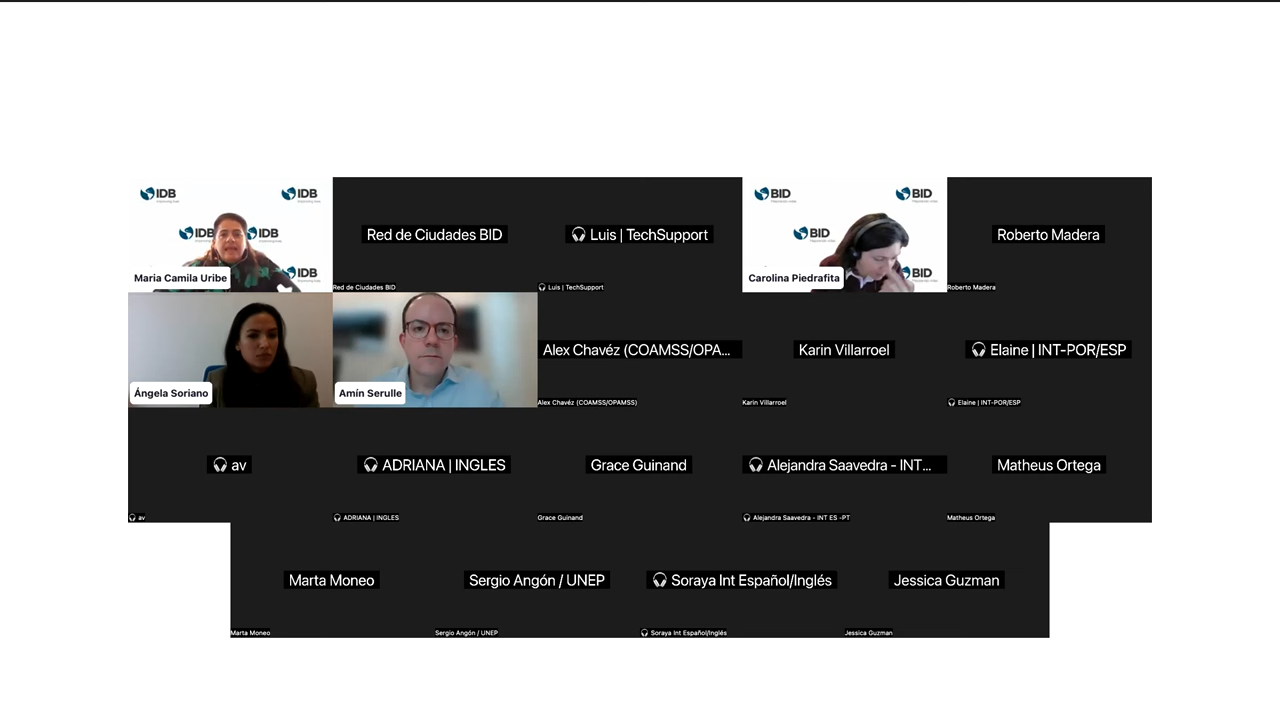 IDB
IDB
IDB
IDB
IDB
Maria Camila Uribe
Red de Ciudades BID
Red de Ciudades BID
Luis | TechSupport
Luis | TechSupport
BID
BID
BID
BID
Carolina Piedrafita
Roberto Madera
Roberto Madera
Ángela Soriano
Amín Serulle
Alex Chavéz (COAMSS/OPA...
Alex Chavéz (COAMSS/OPAMSS)
Karin Villarroel
Karin Villarroel
Elaine | INT-POR/ESP
Elaine | INT-POR/ESP
av
av
ADRIANA | INGLES
ADRIANA | INGLES
Grace Guinand
Grace Guinand
Alejandra Saavedra - INT...
Alejandra Saavedra - INT ES -PT
Matheus Ortega
Matheus Ortega
Marta Moneo
Marta Moneo
Sergio Angón / UNEP
Sergio Angón / UNEP
Soraya Int Español/Inglés
Soraya Int Español/Inglés
Jessica Guzman
Jessica Guzman